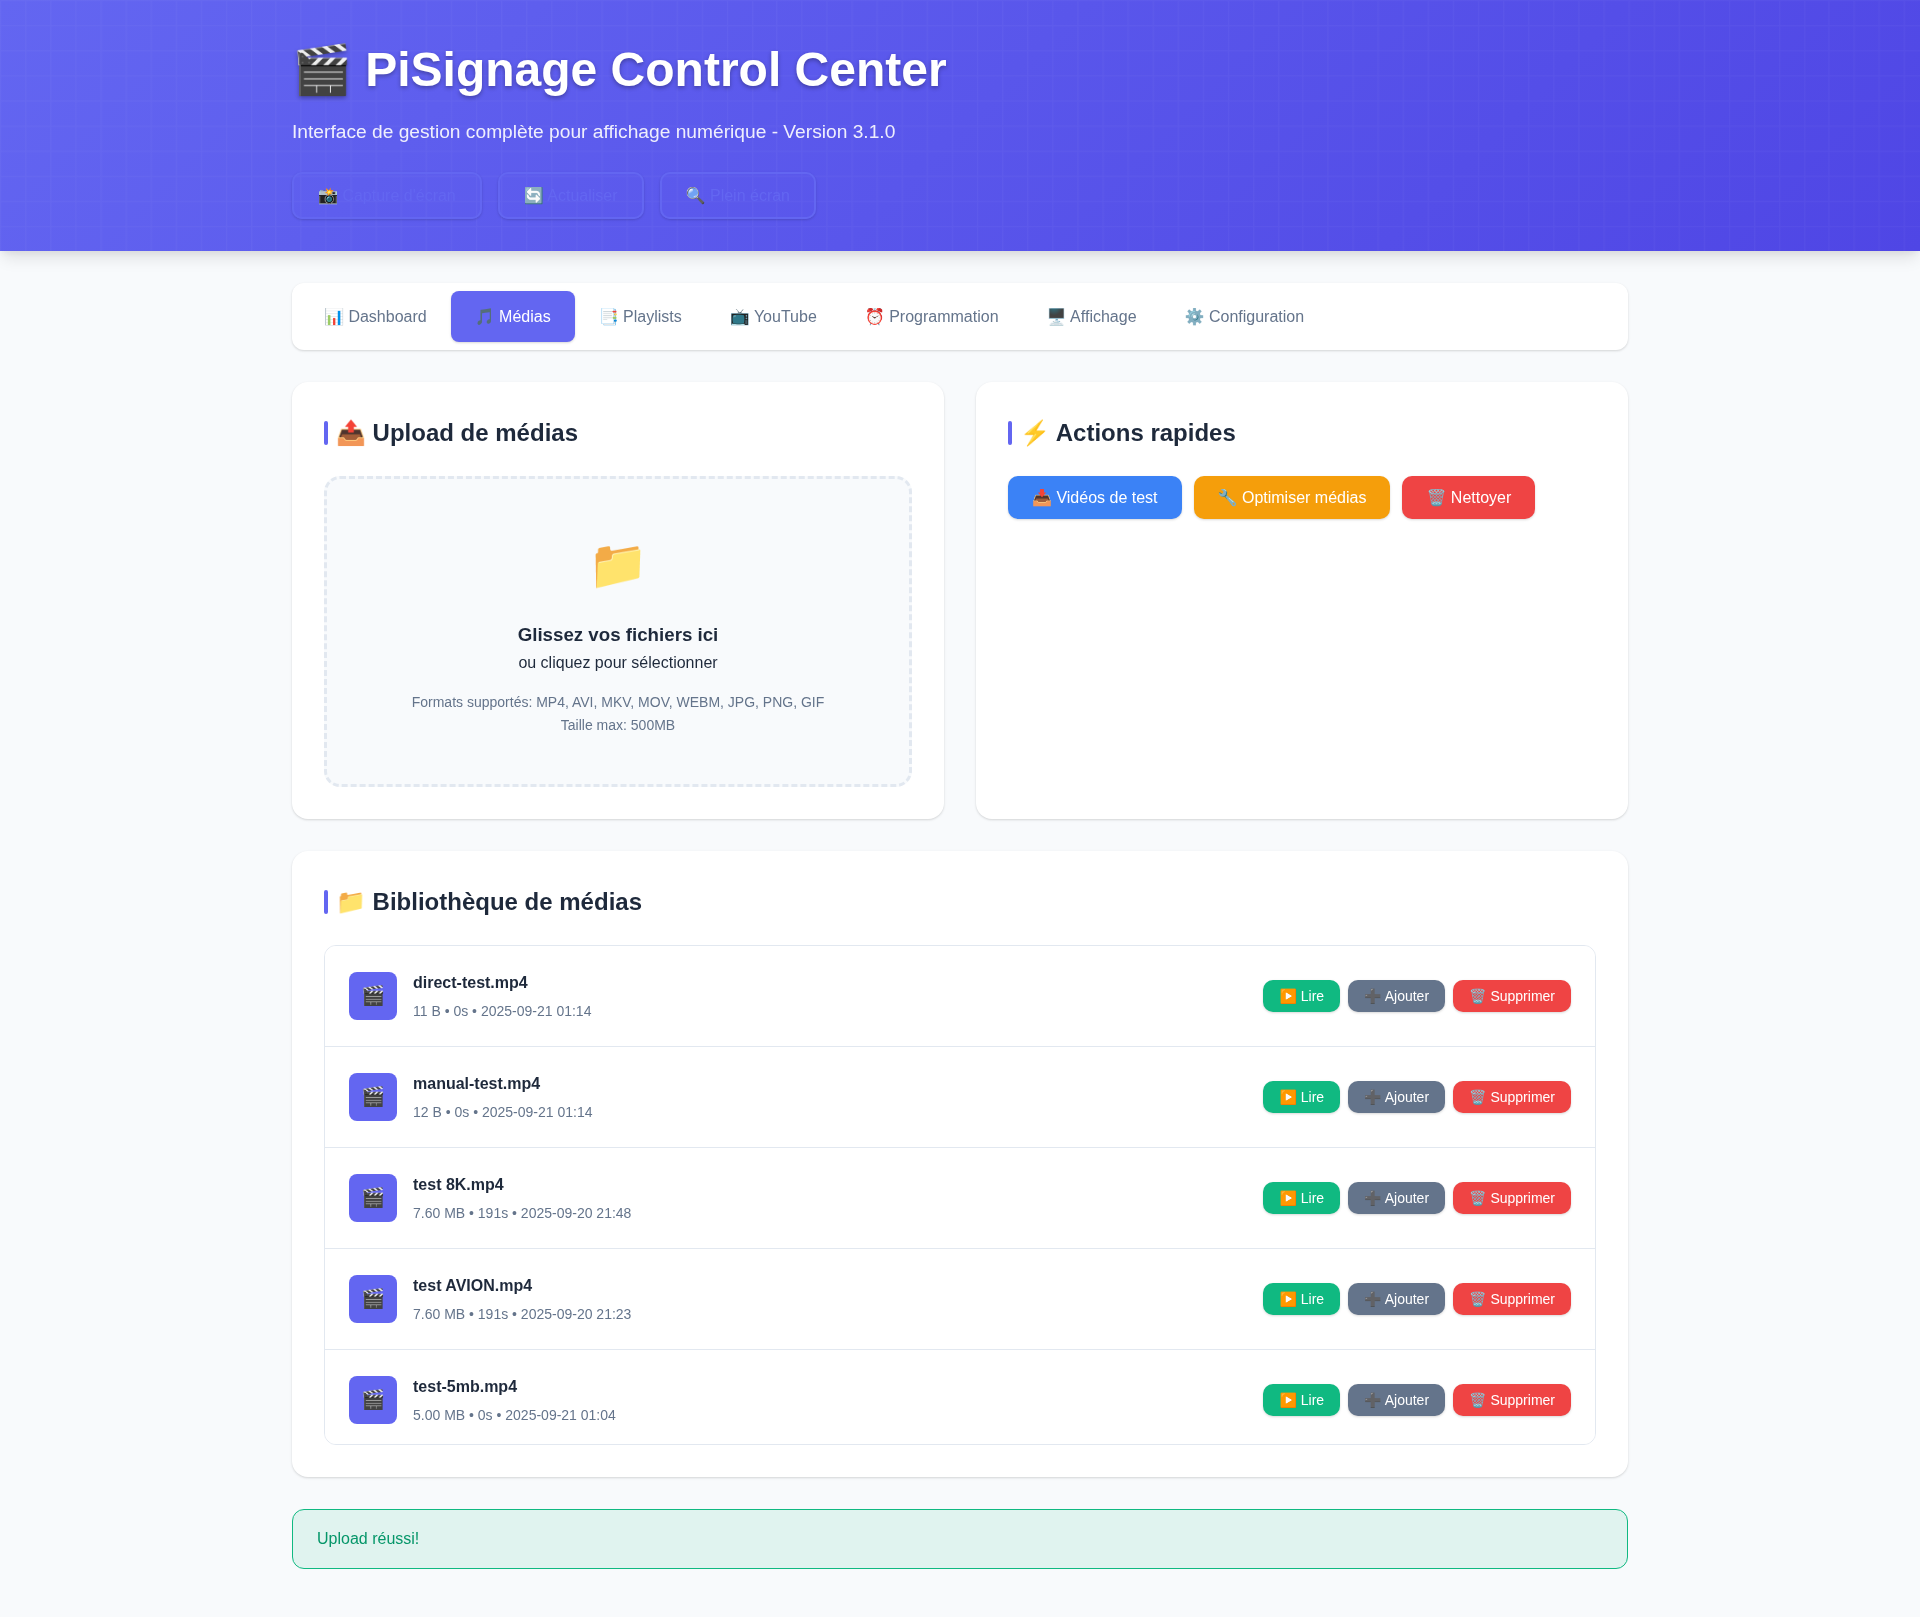 🎬 PiSignage Control Center
Interface de gestion complète pour affichage numérique - Version 3.1.0
📸 Capture d'écran 🔄 Actualiser 🔍 Plein écran
📊 Dashboard 🎵 Médias 📑 Playlists 📺 YouTube ⏰ Programmation 🖥️ Affichage ⚙️ Configuration
📤 Upload de médias
📁
Glissez vos fichiers ici
ou cliquez pour sélectionner
Formats supportés: MP4, AVI, MKV, MOV, WEBM, JPG, PNG, GIF
Taille max: 500MB
⚡ Actions rapides
📥 Vidéos de test 🔧 Optimiser médias 🗑️ Nettoyer
📁 Bibliothèque de médias
🎬 direct-test.mp4
11 B • 0s • 2025-09-21 01:14
▶️ Lire ➕ Ajouter 🗑️ Supprimer
🎬 manual-test.mp4
12 B • 0s • 2025-09-21 01:14
▶️ Lire ➕ Ajouter 🗑️ Supprimer
🎬 test 8K.mp4
7.60 MB • 191s • 2025-09-20 21:48
▶️ Lire ➕ Ajouter 🗑️ Supprimer
🎬 test AVION.mp4
7.60 MB • 191s • 2025-09-20 21:23
▶️ Lire ➕ Ajouter 🗑️ Supprimer
🎬 test-5mb.mp4
5.00 MB • 0s • 2025-09-21 01:04
▶️ Lire ➕ Ajouter 🗑️ Supprimer
Upload réussi!